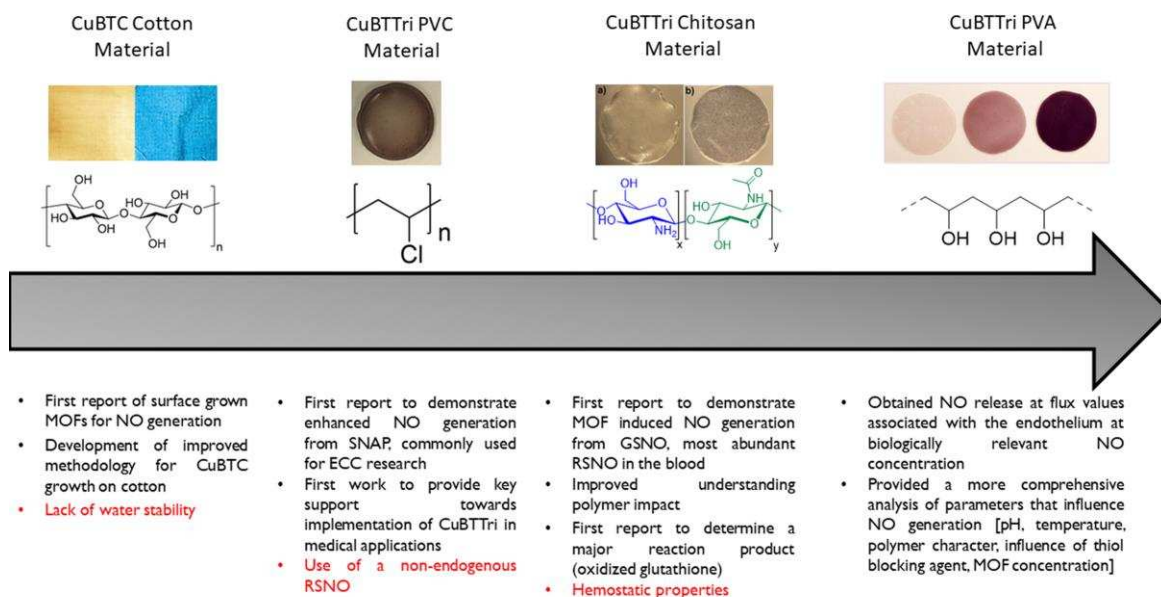 CuBTC Cotton
Material
CuBTTri PVC
Material
CuBTTri Chitosan
Material
CuBTTri PVA
Material
a)
b)
OH
HO
OH
O
O
OH
O
HO
O
OH
n
Cl
n
OH
O
O
HO
NH2
x
O
NH
HO
O
O
OH
y
OH
OH
OH
• First report of surface grown
MOFs for NO generation
• Development of improved
methodology for CuBTC
growth on cotton
• Lack of water stability
• First report to demonstrate
enhanced NO generation
from SNAP, commonly used
for ECC research
• First work to provide key
support towards
implementation of CuBTTri in
medical applications
• Use of a non-endogenous
RSNO
• First report to demonstrate
MOF induced NO generation
from GSNO, most abundant
RSNO in the blood
• Improved understanding
polymer impact
• First report to determine a
major reaction product
(oxidized glutathione)
• Hemostatic properties
• Obtained NO release at flux values
associated with the endothelium at
biologically relevant NO
concentration
• Provided a more comprehensive
analysis of parameters that influence
NO generation [pH, temperature,
polymer character, influence of thiol
blocking agent, MOF concentration]